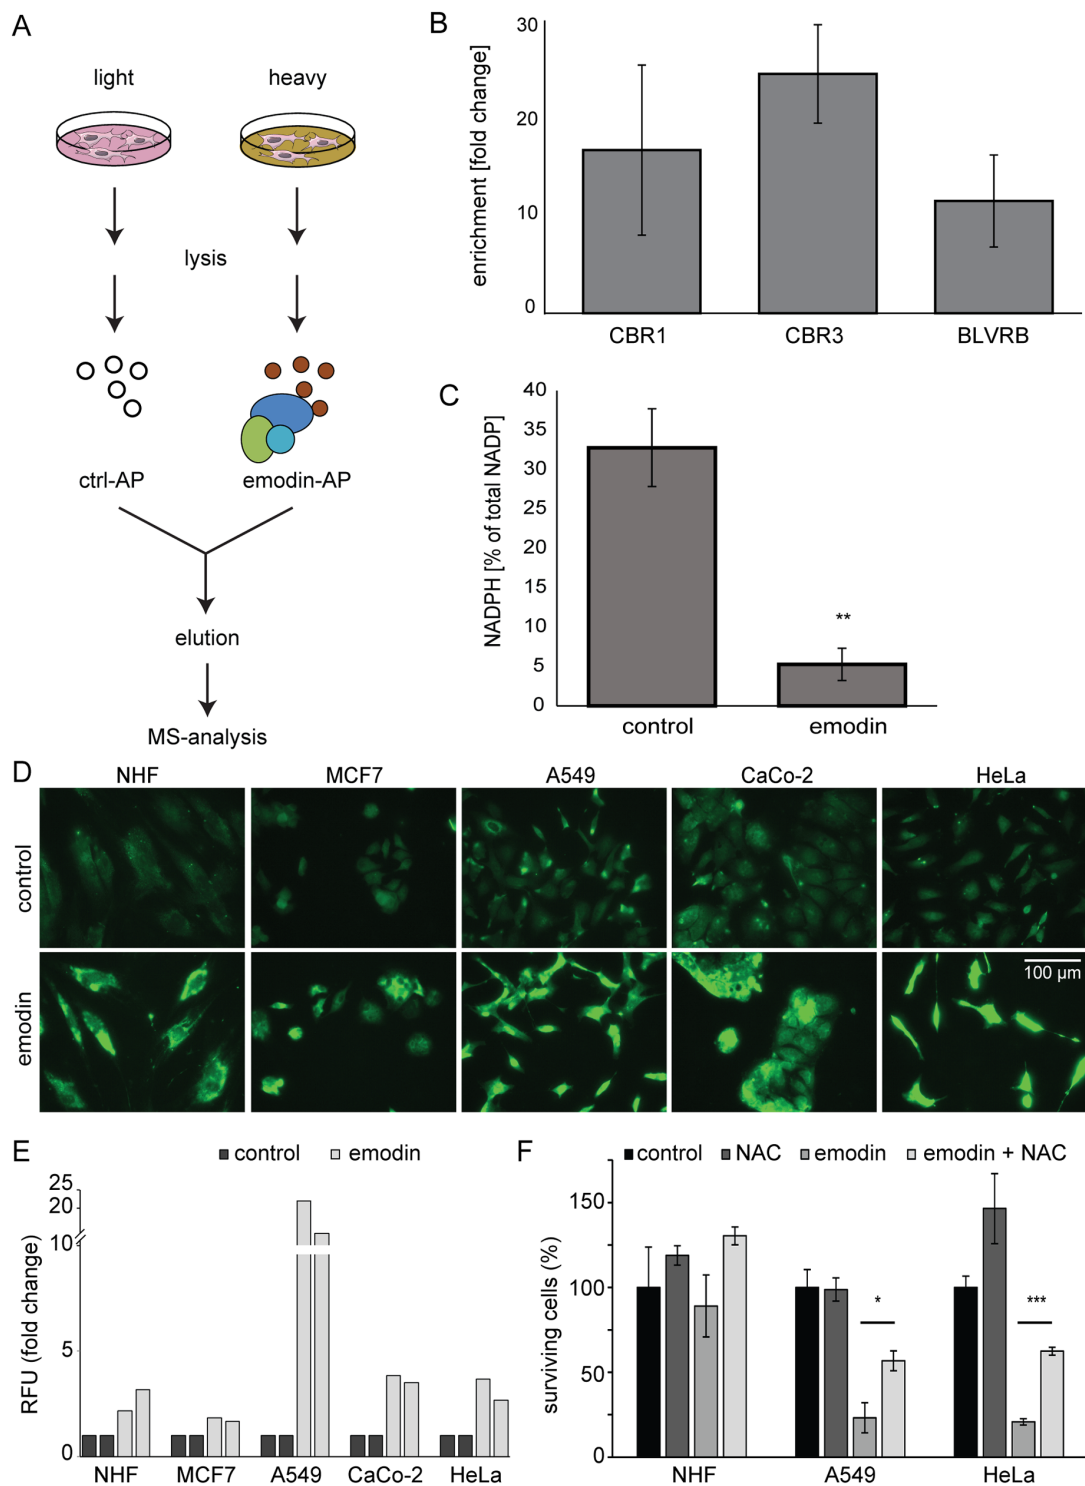 A
light heavy
lysis
ctrl-AP emodin-AP
elution
MS-analysis
B
enrichment [fold change]
30
20
10
0
CBR1 CBR3 BLVRB
C
NADPH [% of total NADP]
40
35
30
25
20
15
10
5
0
**
control emodin
D
NHF MCF7 A549 CaCo-2 HeLa
control
emodin
100 µm
E
control emodin
RFU (fold change)
25
20
10
5
0
NHF MCF7 A549 CaCo-2 HeLa
F
control NAC emodin emodin + NAC
surviving cells (%)
150
100
50
0
*
***
NHF A549 HeLa